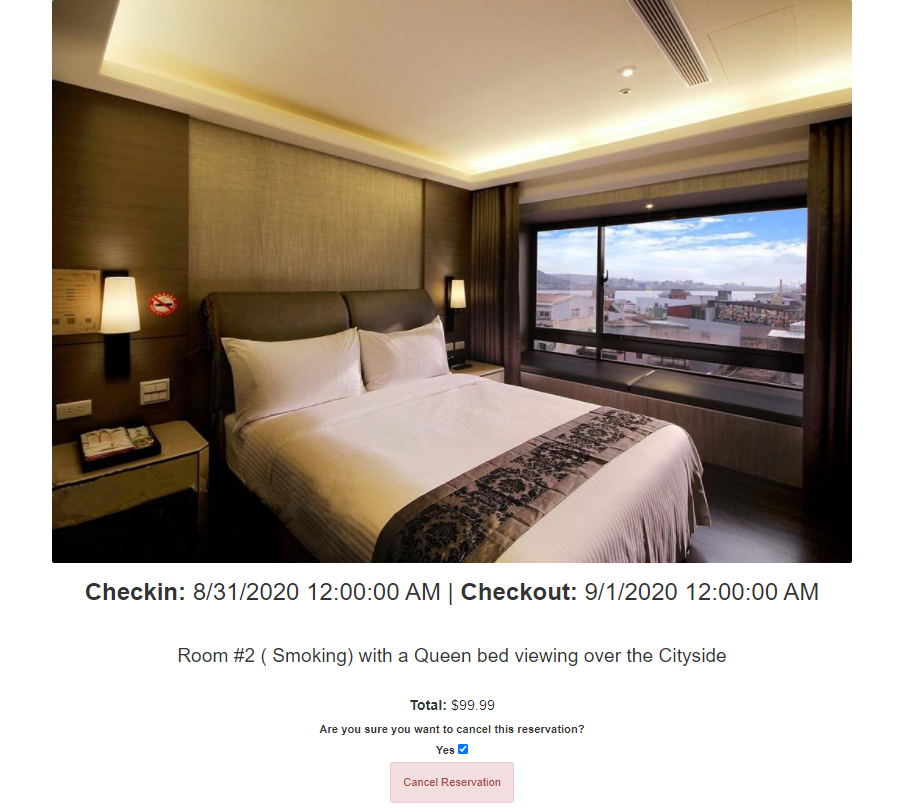 Checkin: 8/31/2020 12:00:00 AM | Checkout: 9/1/2020 12:00:00 AM
Room #2 ( Smoking) with a Queen bed viewing over the Cityside
Total: $99.99
Are you sure you want to cancel this reservation?
Yes
Cancel Reservation